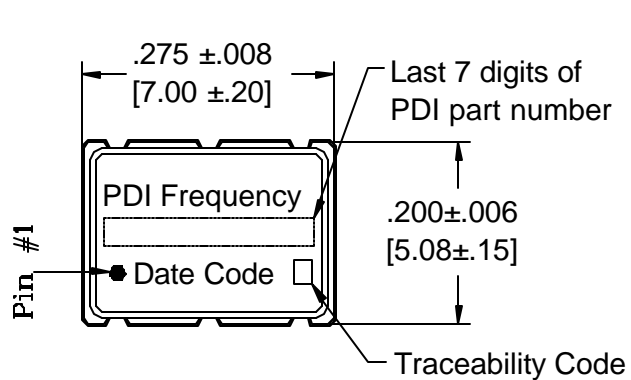 .275 ±.008
[7.00 ±.20]
Last 7 digits of
PDI part number
PDI Frequency
.200±.006
[5.08±.15]
Pin #1
Date Code
Traceability Code